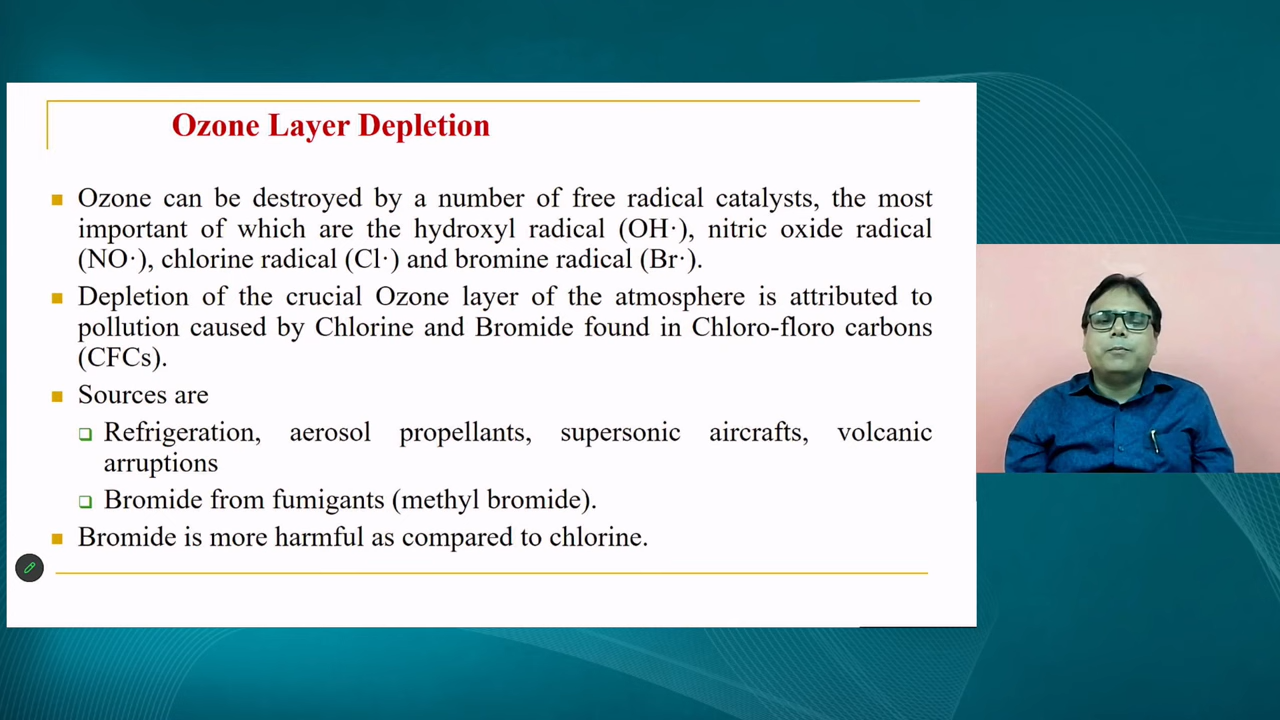 Ozone Layer Depletion
Ozone can be destroyed by a number of free radical catalysts, the most
important of which are the hydroxyl radical (OH·), nitric oxide radical
(NO·), chlorine radical (Cl·) and bromine radical (Br·).
Depletion of the crucial Ozone layer of the atmosphere is attributed to
pollution caused by Chlorine and Bromide found in Chloro-floro carbons
(CFCs).
Sources are
Refrigeration, aerosol propellants, supersonic aircrafts, volcanic
arruptions
Bromide from fumigants (methyl bromide).
Bromide is more harmful as compared to chlorine.